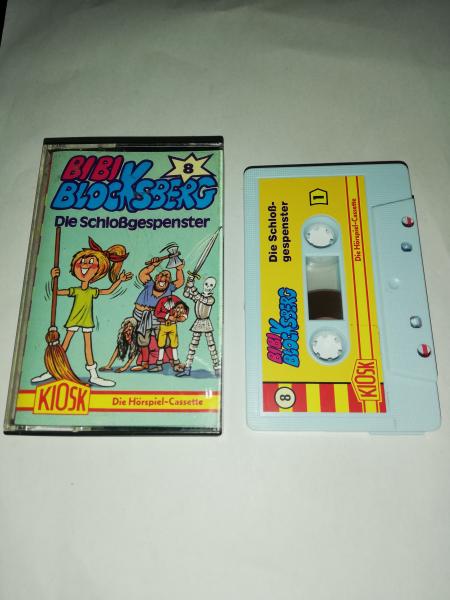 BIBI
BLOCKSBERG
8
Die Schloßgespenster
KIOSK
Die Hörspiel-Cassette
Die Schloß-
gespenster
1
BIBI
BLOCKSBERG
8
KIOSK
Die Hörspiel-Cassette